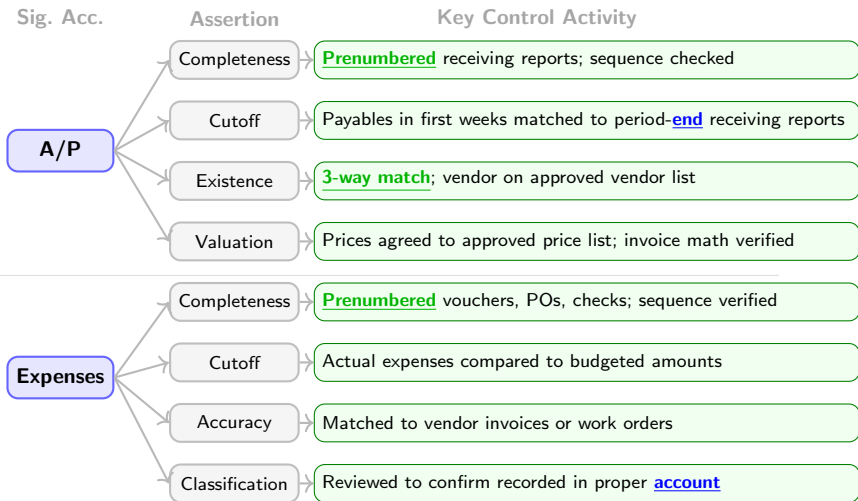 Sig. Acc. Assertion Key Control Activity
A/P
Completeness Prenumbered receiving reports; sequence checked
Cutoff Payables in first weeks matched to period-end receiving reports
Existence 3-way match; vendor on approved vendor list
Valuation Prices agreed to approved price list; invoice math verified
Expenses
Completeness Prenumbered vouchers, POs, checks; sequence verified
Cutoff Actual expenses compared to budgeted amounts
Accuracy Matched to vendor invoices or work orders
Classification Reviewed to confirm recorded in proper account